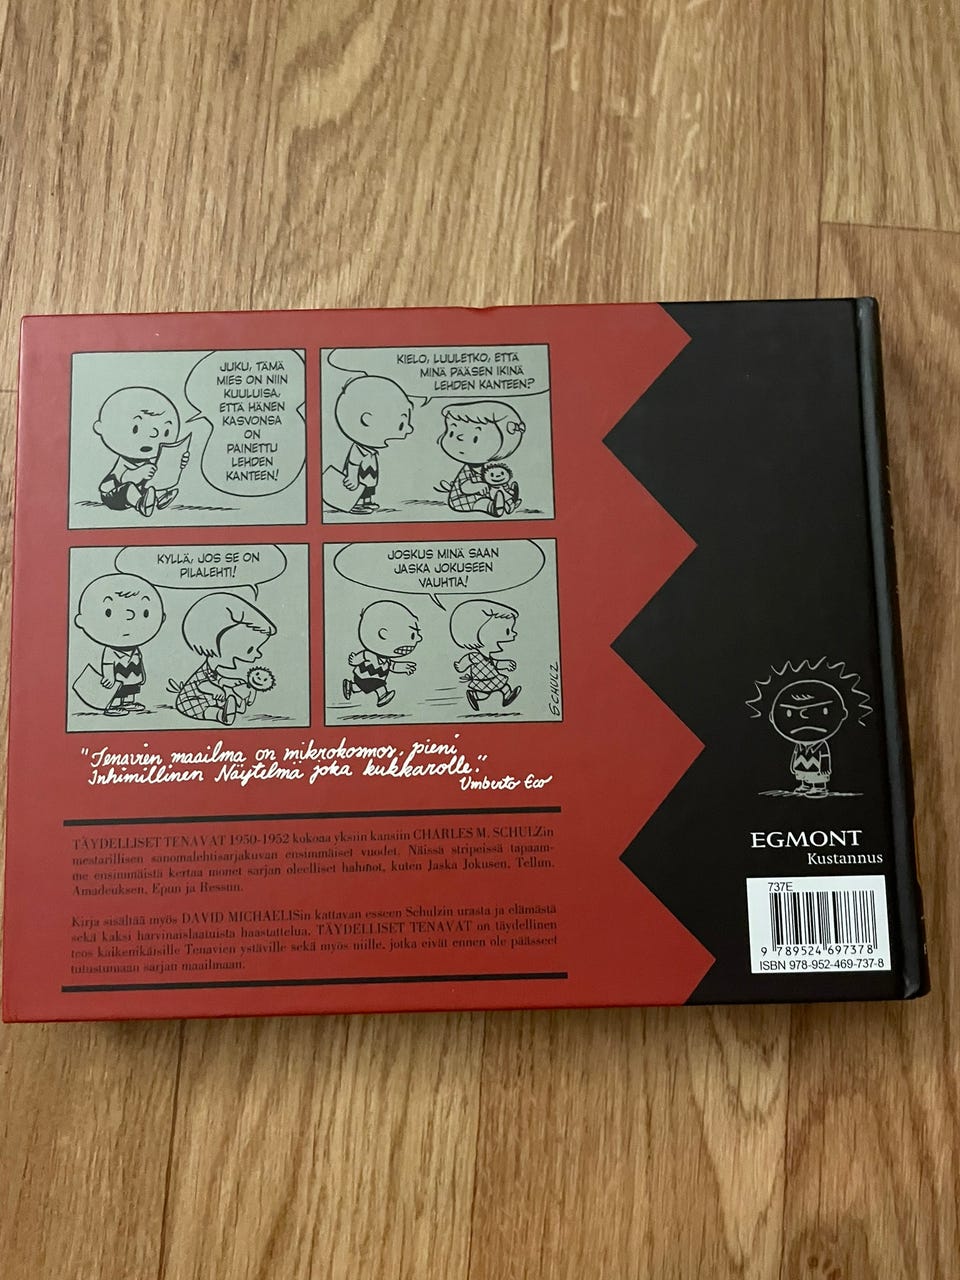 JUKU, TÄMÄ
MIES ON NIIN
KUULUISA,
ETTÄ HÄNEN
KASVONSA
ON
PAINETTU
LEHDEN
KANTEEN!
KIELO, LUULETKO, ETTÄ
MINÄ PÄÄSEN IKINÄ
LEHDEN KANTEEN?
KYLLÄ, JOS SE ON
PILALEHTI!
JOSKUS MINÄ SAAN
JASKA JOKUSEEN
VAUHTIA!
SCHULZ
"Tenavien maailma on mikrokosmos, pieni
Inhimillinen Näytelmä joka kukkarolle."
Umberto Eco
TÄYDELLISET TENAVAT 1950-1952 kokoaa yksiin kansiin CHARLES M. SCHULZin
mestarillisen sanomalehtisarjakuvan ensimmäiset vuodet. Näissä stripeissä tapaam-
me ensimmäistä kertaa monet sarjan oleelliset hahmot, kuten Jaska Jokusen, Tellun,
Amadeuksen, Epun ja Ressun.
Kirja sisältää myös DAVID MICHAELISin kattavan esseen Schulzin urasta ja elämästä
sekä kaksi harvinaislaatuista haastattelua. TÄYDELLISET TENAVAT on täydellinen
teos kaikenikäisille Tenavien ystäville sekä myös niille, jotka eivät ennen ole päässeet
tutustumaan sarjan maailmaan.
EGMONT
Kustannus
737E
9 789524 697378
ISBN 978-952-469-737-8